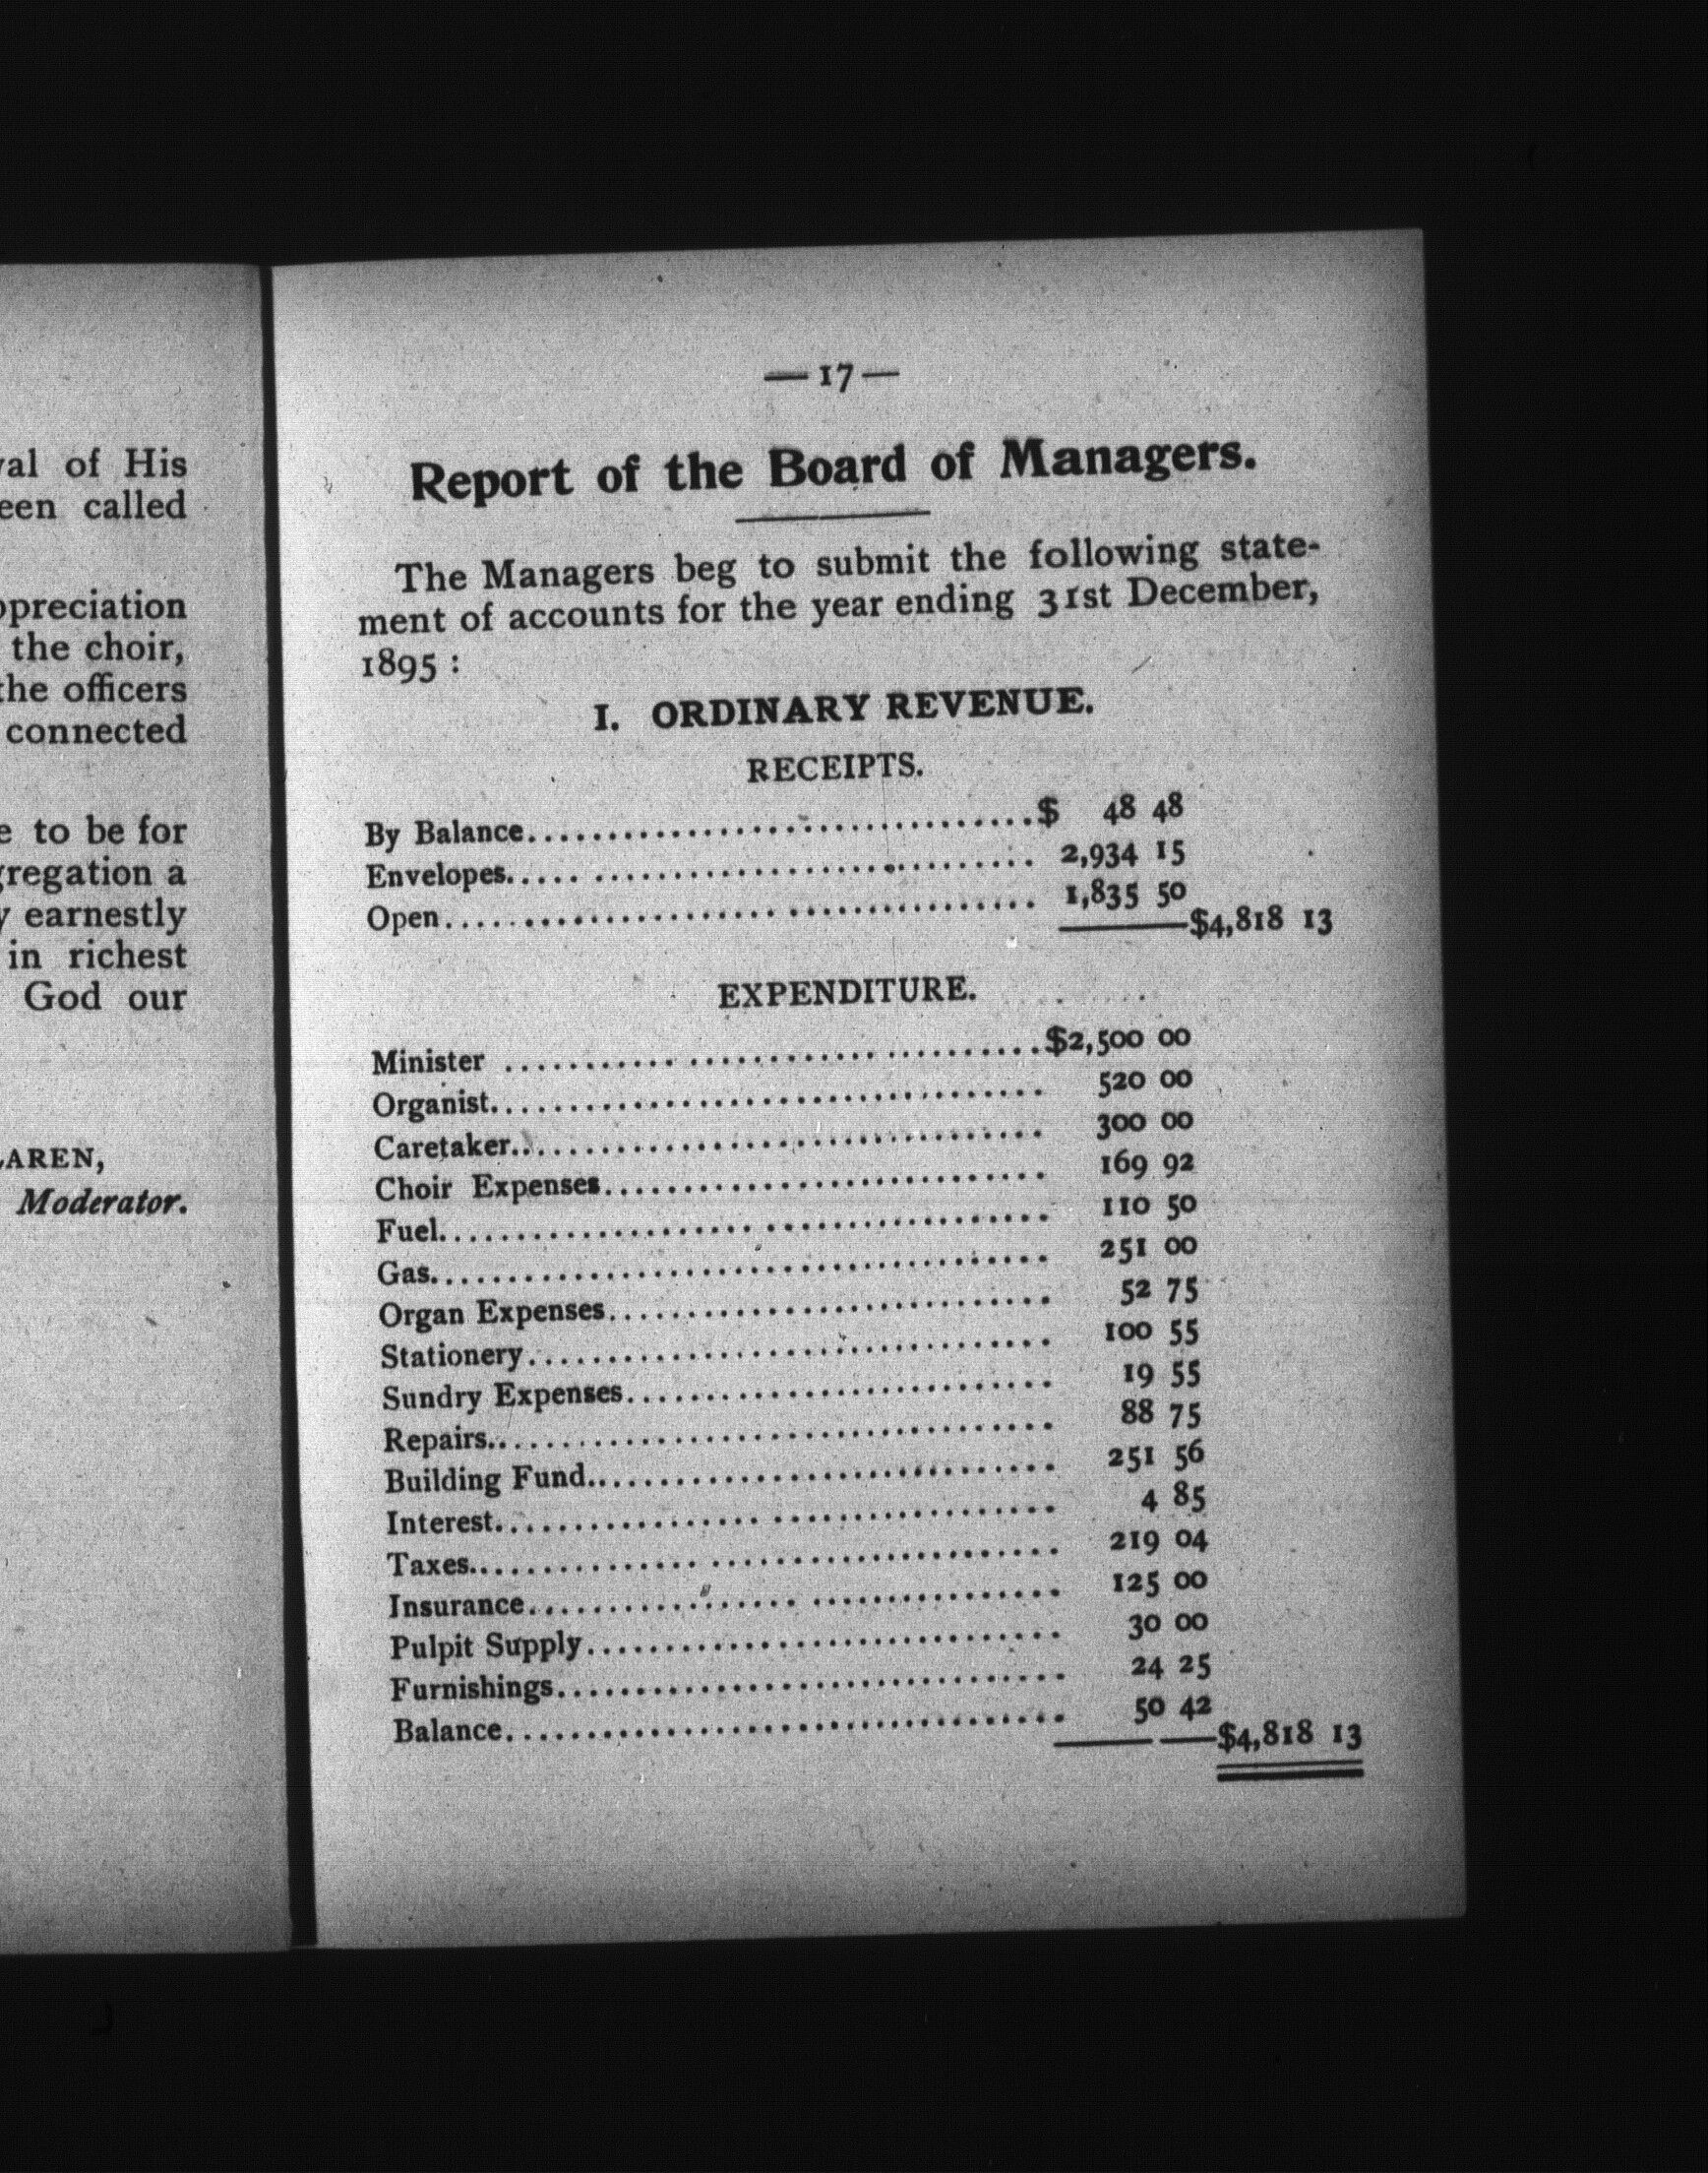 val of His
een called
ppreciation
the choir,
the officers
connected
e to be for
gregation a
y earnestly
in richest
God our
LAREN,
Moderator.
— 17 —
Report of the Board of Managers.
The Managers beg to submit the following state-
ment of accounts for the year ending 31st December,
1895 :
I. ORDINARY REVENUE.
RECEIPTS.
By Balance................................$ 48 48
Envelopes................................ 2,934 15
Open................................ 1,835 50
$4,818 13
EXPENDITURE.
Minister ................................$2,500 00
Organist................................ 520 00
Caretaker................................ 300 00
Choir Expenses................................ 169 92
Fuel................................ 110 50
Gas................................ 251 00
Organ Expenses................................ 52 75
Stationery................................ 100 55
Sundry Expenses................................ 19 55
Repairs................................ 88 75
Building Fund................................ 251 56
Interest................................ 4 85
Taxes................................ 219 04
Insurance................................ 125 00
Pulpit Supply................................ 30 00
Furnishings................................ 24 25
Balance................................ 50 42
$4,818 13